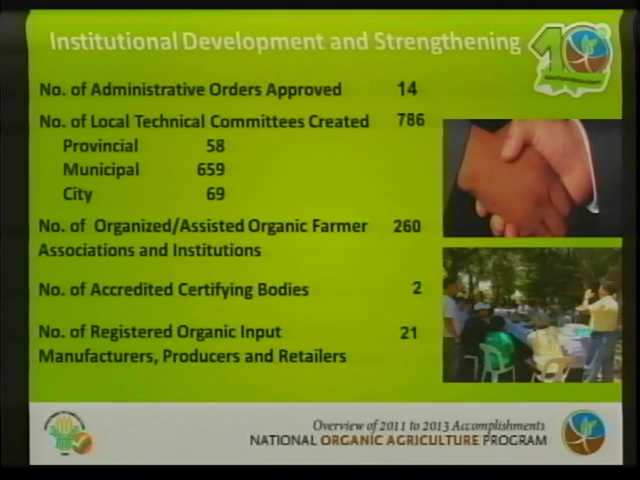 Institutional Development and Strengthening
10
No. of Administrative Orders Approved 14
No. of Local Technical Committees Created 786
Provincial 58
Municipal 659
City 69
No. of Organized/Assisted Organic Farmer 260
Associations and Institutions
No. of Accredited Certifying Bodies 2
No. of Registered Organic Input 21
Manufacturers, Producers and Retailers
Overview of 2011 to 2013 Accomplishments
NATIONAL ORGANIC AGRICULTURE PROGRAM